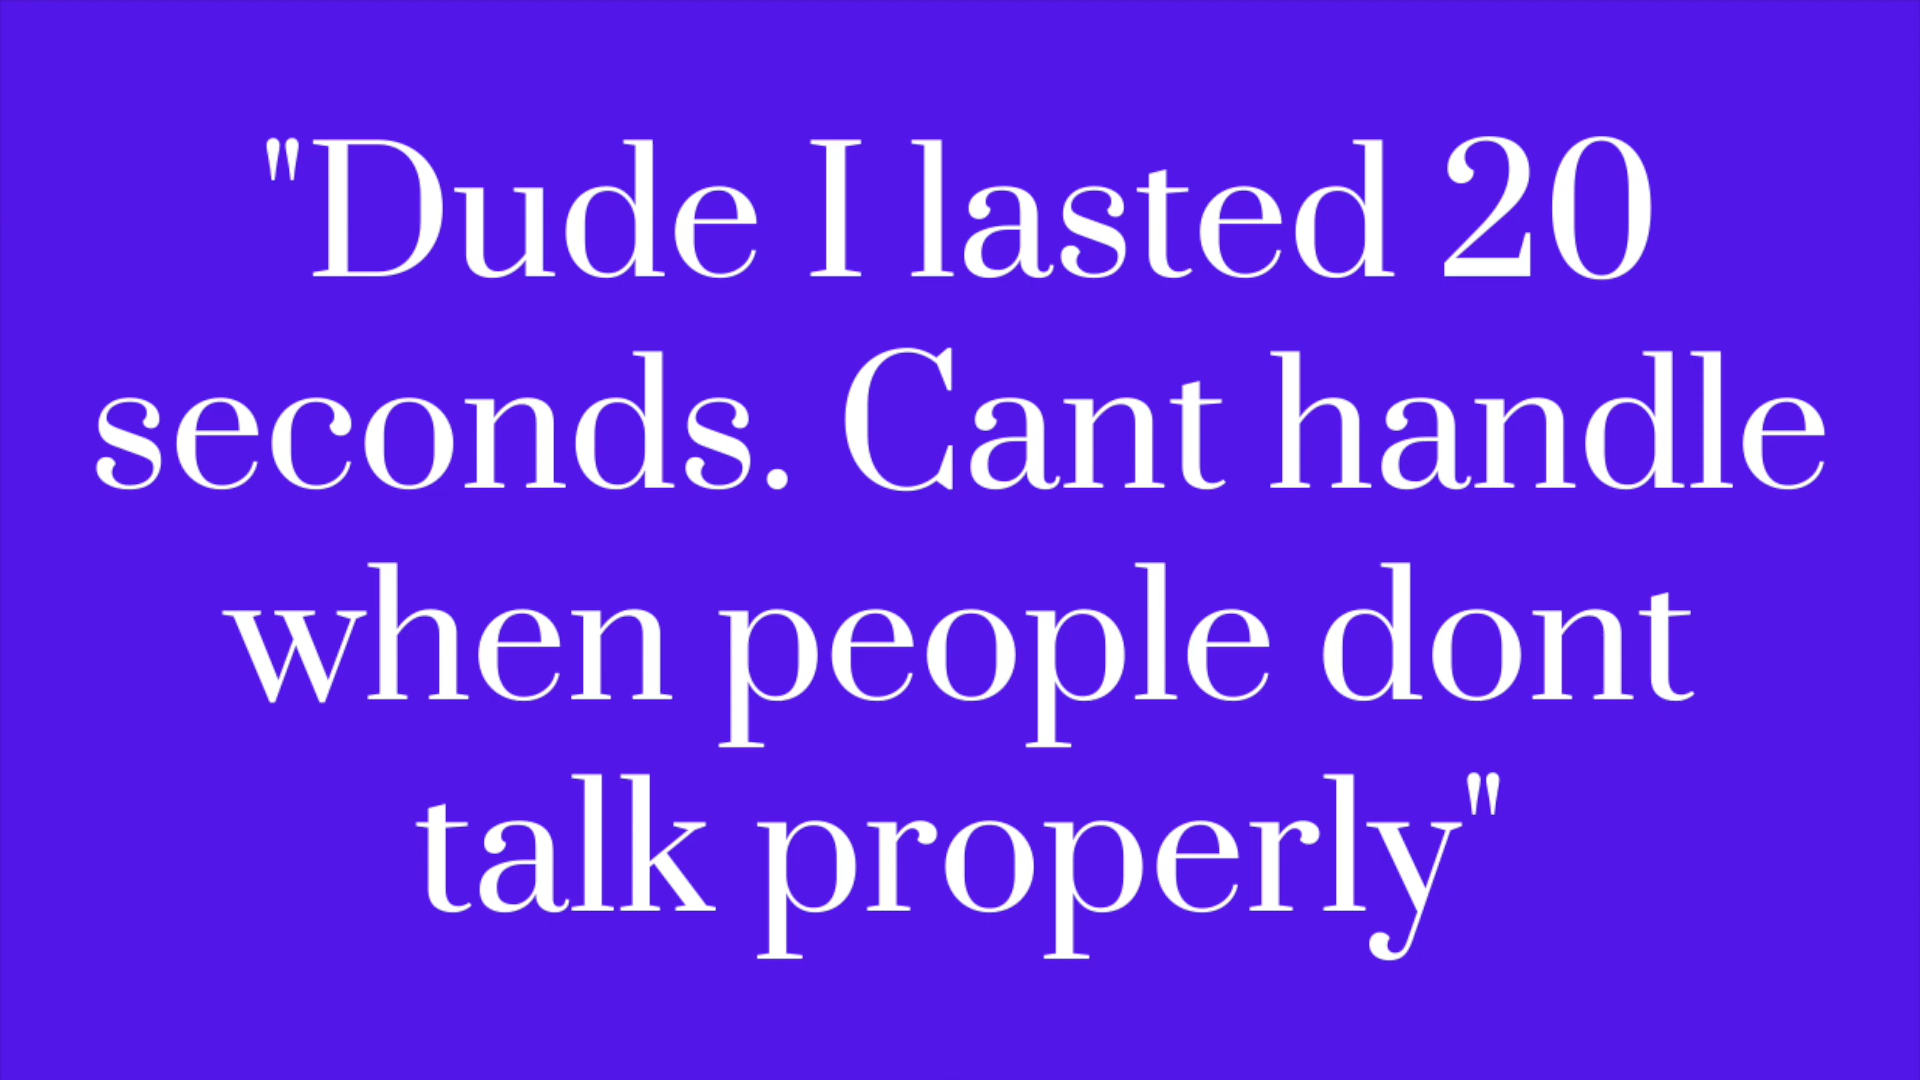 "Dude I lasted 20
seconds. Cant handle
when people dont
talk properly"